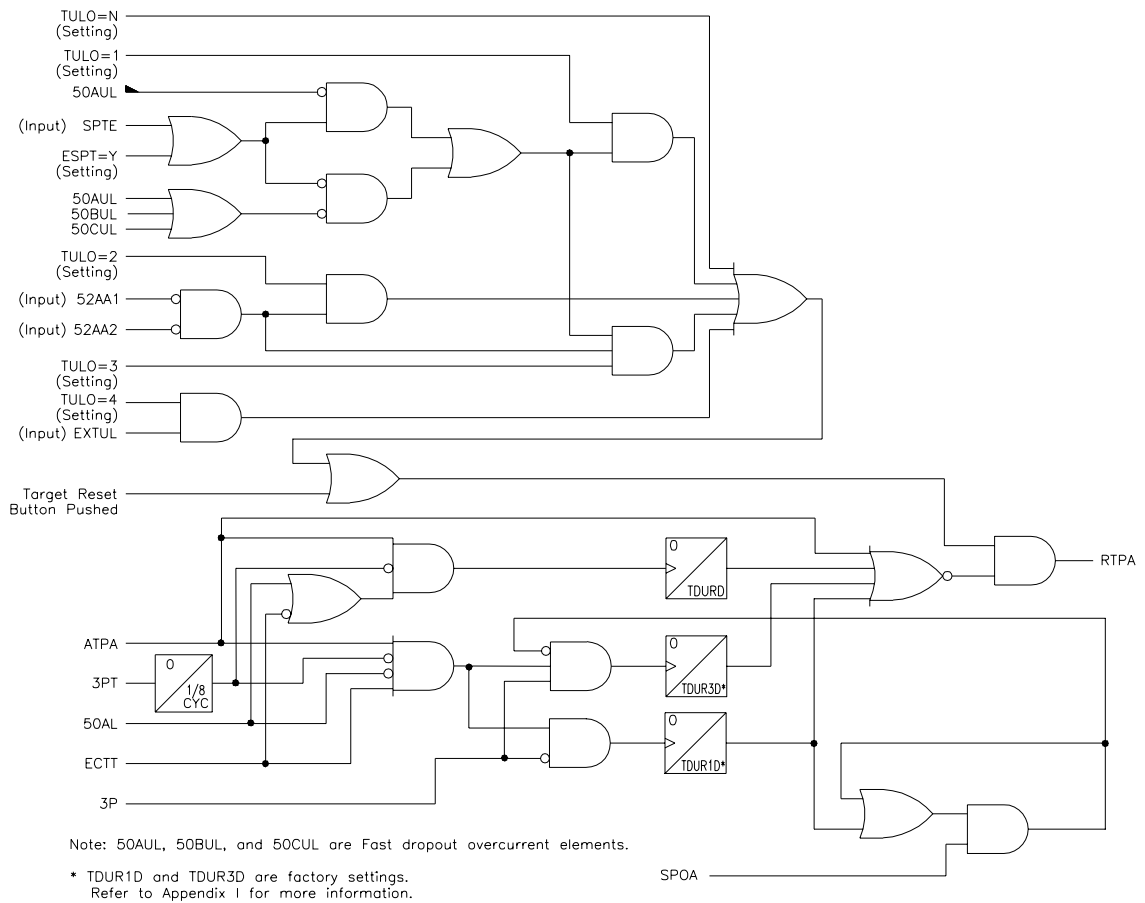 TULO=N
(Setting)
TULO=1
(Setting)
50AUL
(Input) SPTE
ESPT=Y
(Setting)
50AUL
50BUL
50CUL
TULO=2
(Setting)
(Input) 52AA1
(Input) 52AA2
TULO=3
(Setting)
TULO=4
(Setting)
(Input) EXTUL
Target Reset
Button Pushed
0
TDURD
RTPA
ATPA
0
1/8
CYC
3PT
0
TDUR3D*
50AL
0
TDUR1D*
ECTT
3P
SPOA
Note: 50AUL, 50BUL, and 50CUL are Fast dropout overcurrent elements.
* TDUR1D and TDUR3D are factory settings.
Refer to Appendix I for more information.